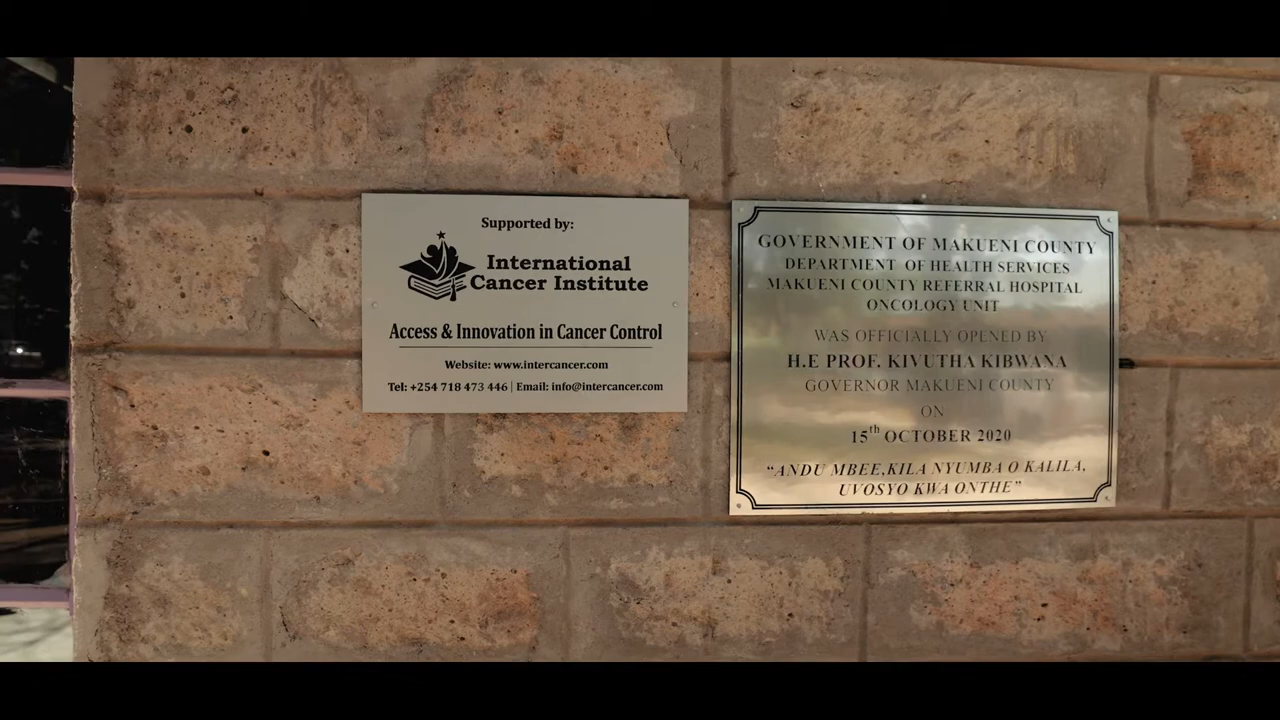 Supported by:
International
Cancer Institute
Access & Innovation in Cancer Control
Website: www.intercancer.com
Tel: +254 718 473 446 | Email: info@intercancer.com
GOVERNMENT OF MAKUENI COUNTY
DEPARTMENT OF HEALTH SERVICES
MAKUENI COUNTY REFERRAL HOSPITAL
ONCOLOGY UNIT
WAS OFFICIALLY OPENED BY
H.E PROF. KIVUTHA KIBWANA
GOVERNOR MAKUENI COUNTY
ON
15th OCTOBER 2020
"ANDU MBEE,KILA NYUMBA O KALILA,
UVOSYO KWA ONTHE"